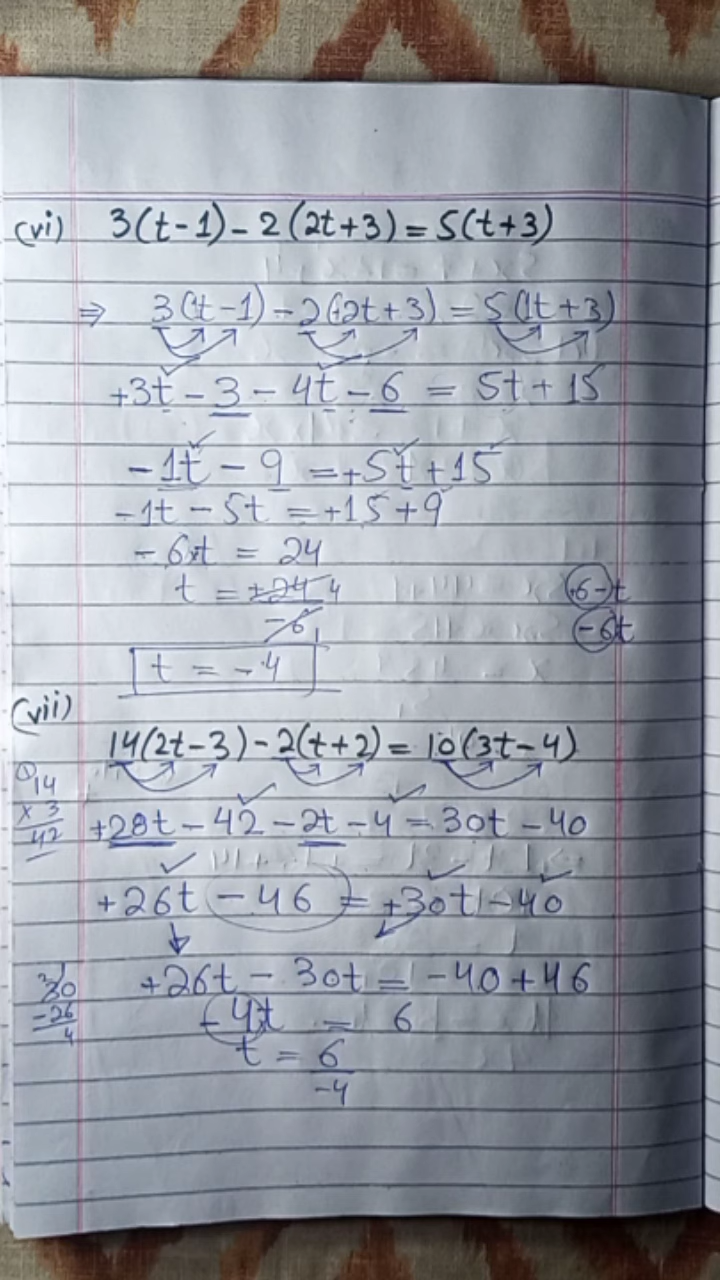 (vi) 3(t-1)-2(2t+3)=5(t+3)
⇒ 3(1t-1)-2(+2t+3)=5(1t+3)
+3t-3-4t-6=5t+15
-1t-9=+5t+15
-1t-5t=+15+9
-6t=24
t=+24 4
-6 1
+6-t
-6t
t=-4
(vii)
14(2t-3)-2(t+2)=10(3t-4)
1
14
x 3
42
+28t-42-2t-4=30t-40
+26t-46=+30t-40
+26t-30t=-40+46
30
-26
4
-4t=6
t=6
-4